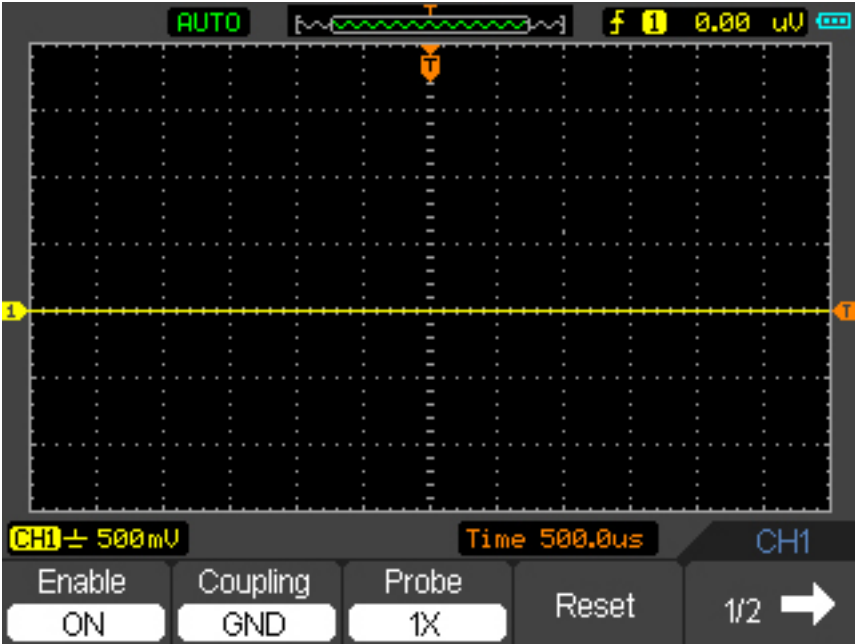 T
AUTO 1 0.00 uV
T
1 T
CH1 500mV Time 500.0us CH1
Enable Coupling Probe Reset 1/2
ON GND 1X